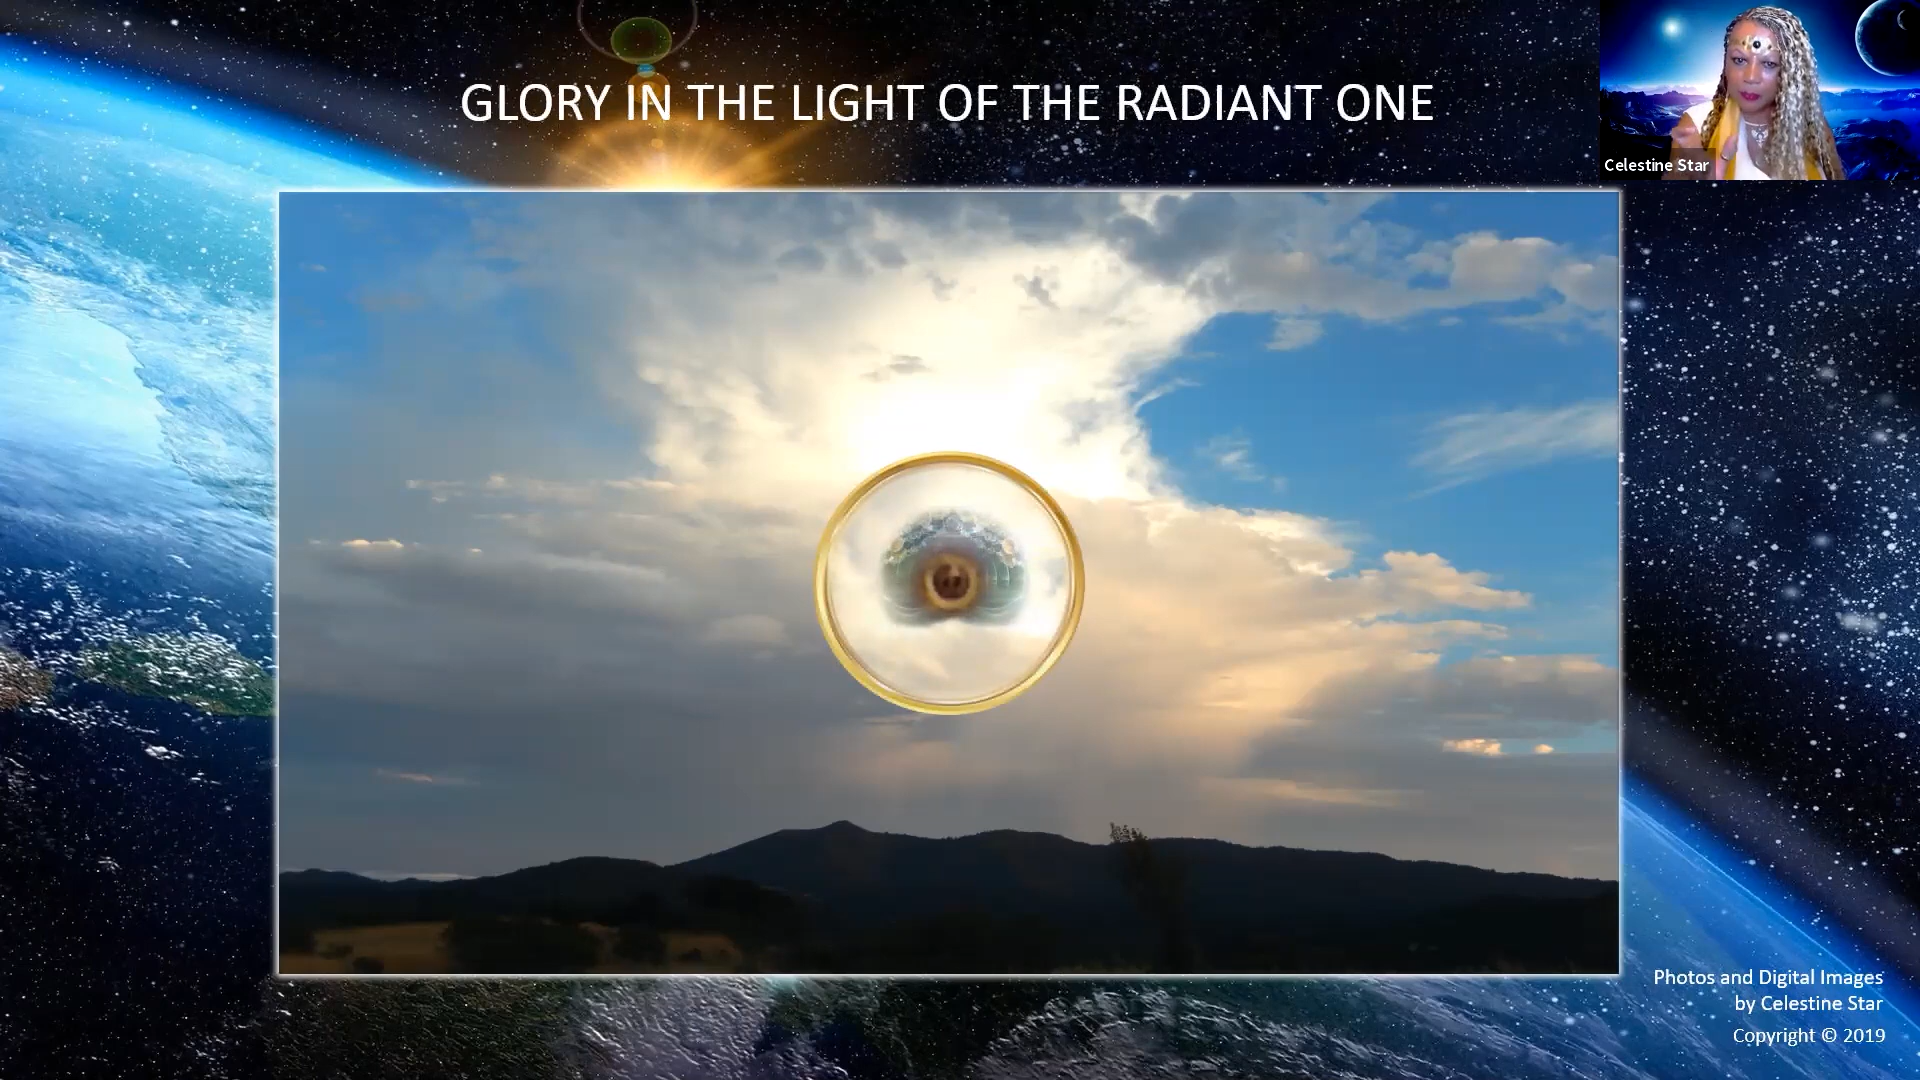 GLORY IN THE LIGHT OF THE RADIANT ONE
Celestine Star
Photos and Digital Images
by Celestine Star
Copyright © 2019